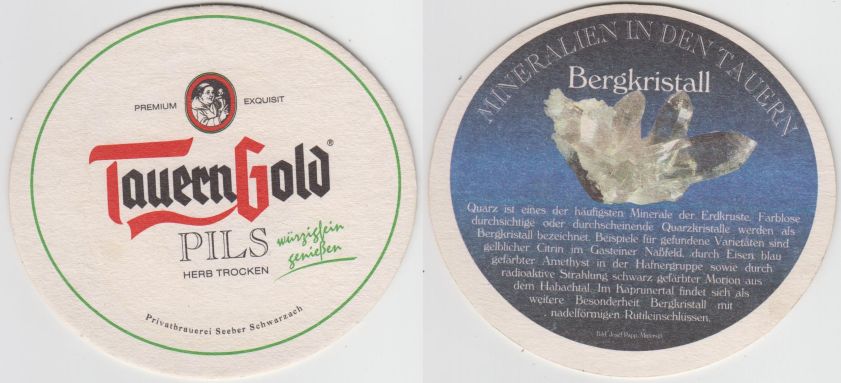 PREMIUM EXQUISIT
TauernGold®
PILS
HERB TROCKEN
würzigfein
genießen
Privatbrauerei Seeber Schwarzach
MINERALIEN IN DEN TAUERN
Bergkristall
Quarz ist eines der häufigsten Minerale der Erdkruste. Farblose
durchsichtige oder durchscheinende Quarzkristalle werden als
Bergkristall bezeichnet. Beispiele für gefundene Varietäten sind
gelblicher Citrin im Gasteiner Naßfeld, durch Eisen blau
gefärbter Amethyst in der Hafnergruppe sowie durch
radioaktive Strahlung schwarz gefärbter Morion aus
dem Habachtal. Im Kaprunertal findet sich als
weitere Besonderheit Bergkristall mit
nadelförmigen Rutileinschlüssen.
Josef Papp,